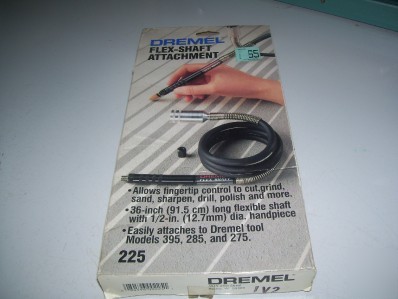 DREMEL
FLEX-SHAFT
ATTACHMENT
55
•Allows fingertip control to cut, grind,
sand, sharpen, drill, polish and more.
•36-inch (91.5 cm) long flexible shaft
with 1/2-in. (12.7mm) dia. handpiece
•Easily attaches to Dremel tool
Models 395, 285, and 275.
225
DREMEL